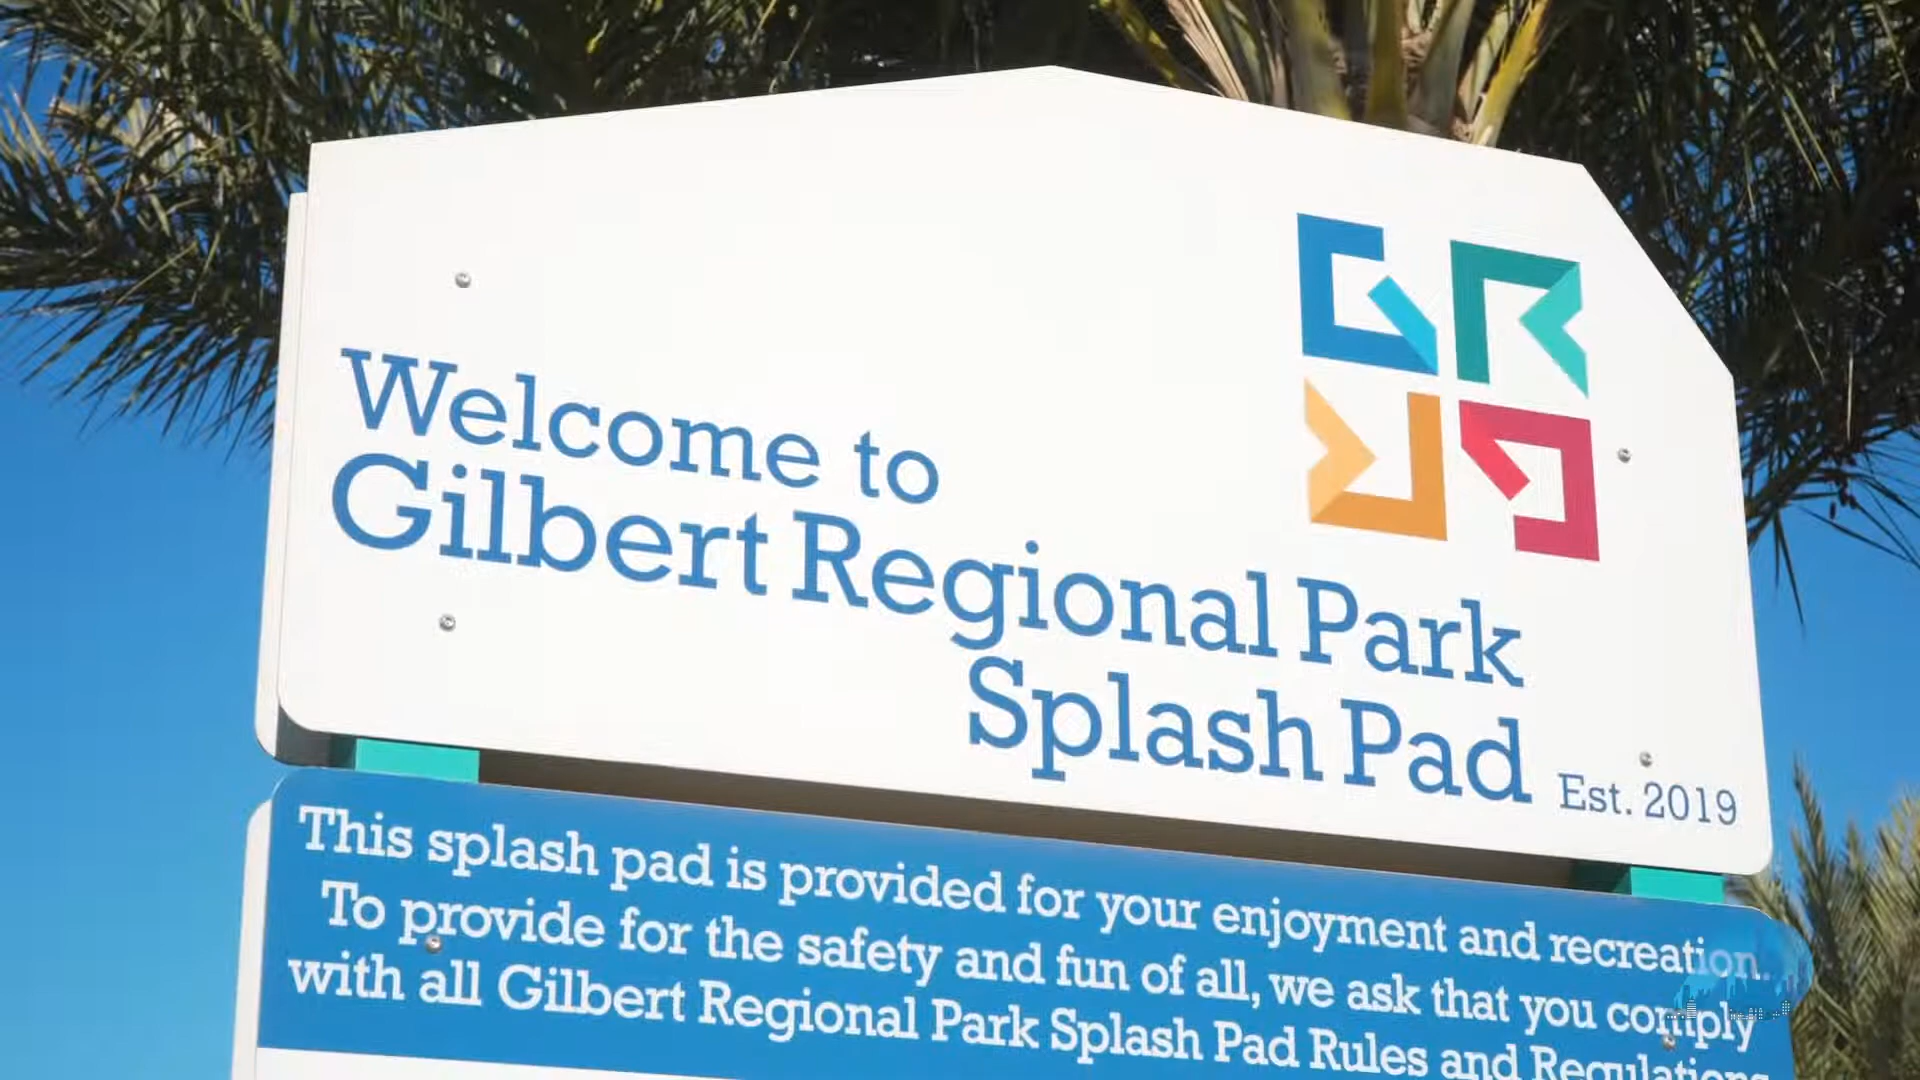 Welcome to
Gilbert Regional Park
Splash Pad Est. 2019
This splash pad is provided for your enjoyment and recreation.
To provide for the safety and fun of all, we ask that you comply
with all Gilbert Regional Park Splash Pad Rules and Regulations